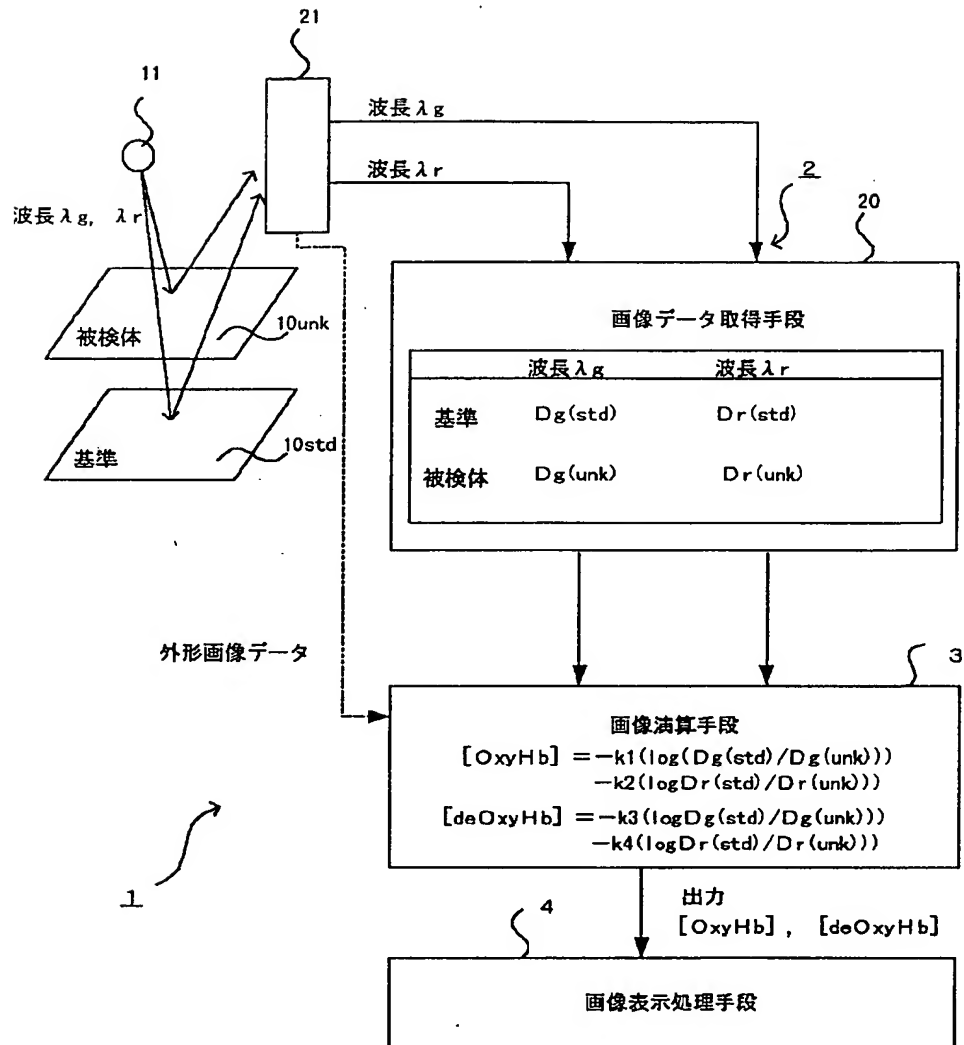 21
11
波長λg
波長λr
2
20
波長λg, λr
被検体
10unk
基準
10std
画像データ取得手段
波長λg 波長λr
基準 Dg(std) Dr(std)
被検体 Dg(unk) Dr(unk)
外形画像データ
3
画像演算手段
[OxyHb] =-k1(log(Dg(std)/Dg(unk)))
-k2(logDr(std)/Dr(unk)))
[deOxyHb] =-k3(logDg(std)/Dg(unk)))
-k4(logDr(std)/Dr(unk)))
1
出力
[OxyHb] , [deOxyHb]
4
画像表示処理手段